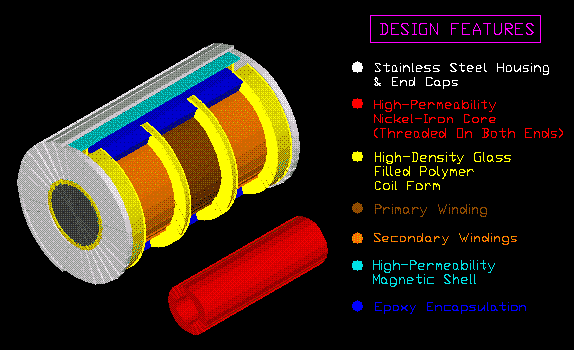 DESIGN FEATURES
Stainless Steel Housing
& End Caps
High-Permeability
Nickel-Iron Core
(Threaded On Both Ends)
High-Density Glass
Filled Polymer
Coil Form
Primary Winding
Secondary Windings
High-Permeability
Magnetic Shell
Epoxy Encapsulation